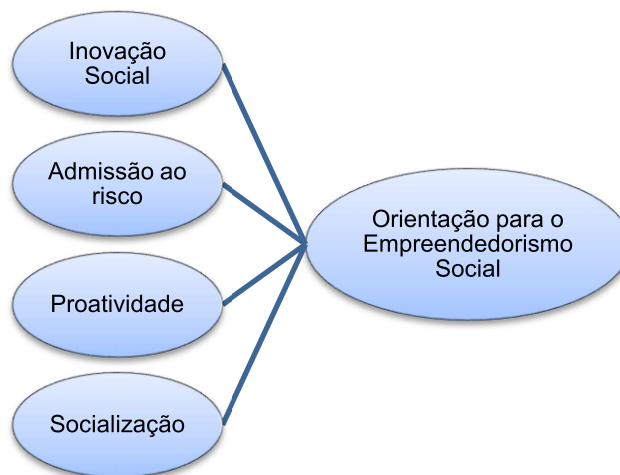 Inovação
Social
Admissão ao
risco
Proatividade
Socialização
Orientação para o
Empreendedorismo
Social